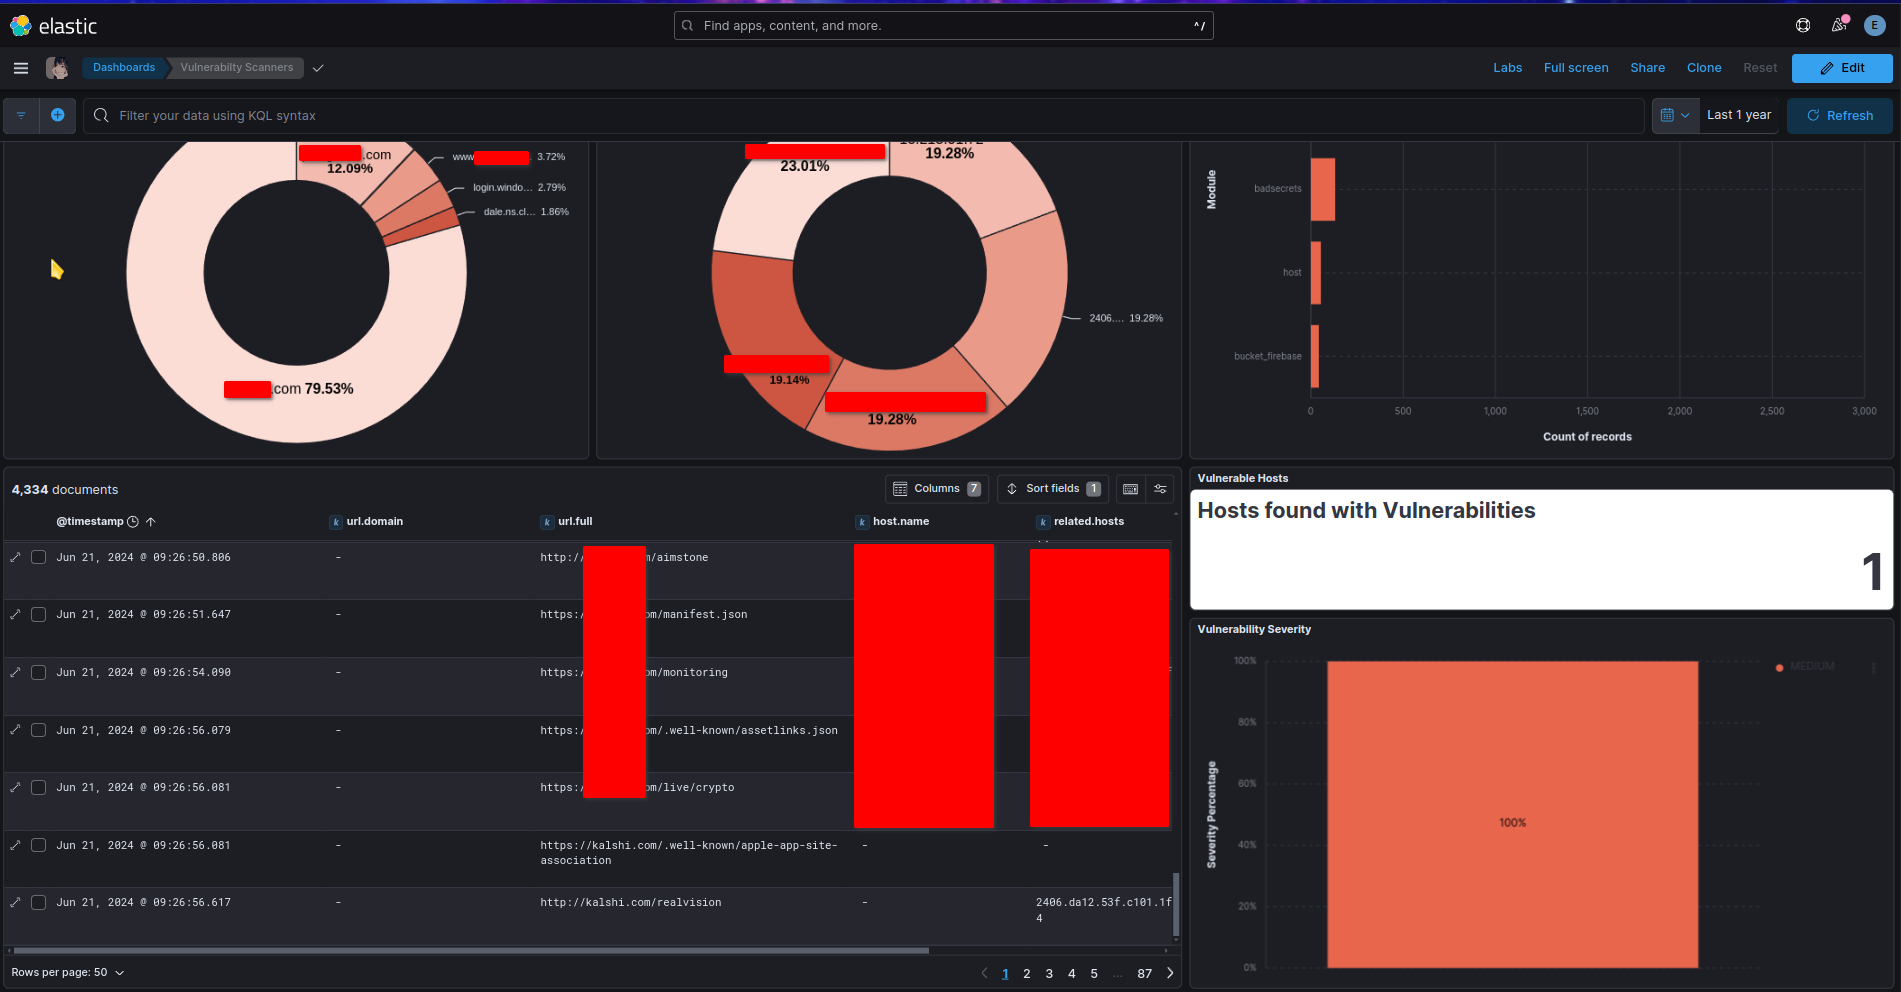 elastic
Find apps, content, and more.
^/
E
Dashboards
Vulnerabilty Scanners
Labs
Full screen
Share
Clone
Reset
Edit
Filter your data using KQL syntax
Last 1 year
Refresh
.com
12.09%
www
3.72%
login.windo... 2.79%
dale.ns.cl... 1.86%
.com 79.53%
23.01%
19.28%
2406.... 19.28%
19.14%
19.28%
Module
badsecrets
host
bucket_firebase
0 500 1,000 1,500 2,000 2,500 3,000
Count of records
4,334 documents
Columns 7
Sort fields 1
@timestamp
k url.domain
k url.full
k host.name
k related.hosts
Jun 21, 2024 @ 09:26:50.806 - http:/ m/aimstone
Jun 21, 2024 @ 09:26:51.647 - https: om/manifest.json
Jun 21, 2024 @ 09:26:54.090 - http:/ om/monitoring
Jun 21, 2024 @ 09:26:56.079 - https: m/.well-known/assetlinks.json
Jun 21, 2024 @ 09:26:56.081 - https: om/live/crypto
Jun 21, 2024 @ 09:26:56.081 - https://kalshi.com/.well-known/apple-app-site- - -
association
Jun 21, 2024 @ 09:26:56.617 - http://kalshi.com/realvision - 2406.da12.53f.c101.1f
4
Rows per page: 50
1 2 3 4 5 ... 87
Vulnerable Hosts
Hosts found with Vulnerabilities
1
Vulnerability Severity
MEDIUM
Severity Percentage
100%
80%
60%
40%
20%
0%
100%